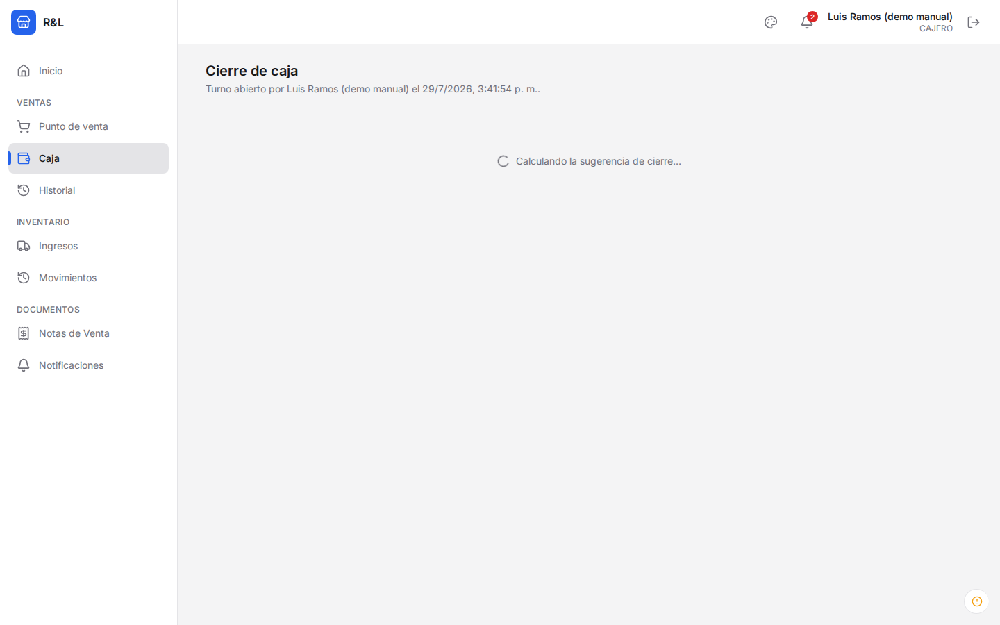 R&L
2
Luis Ramos (demo manual)
CAJERO
Inicio
VENTAS
Punto de venta
Caja
Historial
INVENTARIO
Ingresos
Movimientos
DOCUMENTOS
Notas de Venta
Notificaciones
Cierre de caja
Turno abierto por Luis Ramos (demo manual) el 29/7/2026, 3:41:54 p. m..
Calculando la sugerencia de cierre...